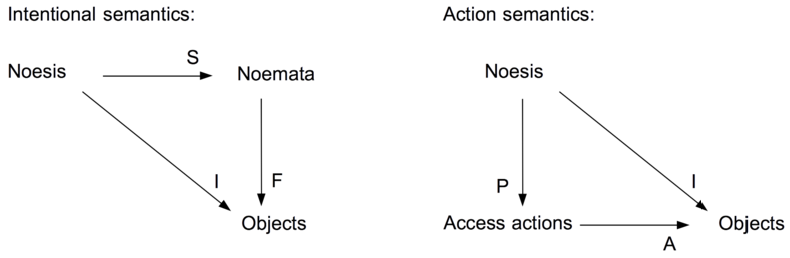 Intentional semantics:
Action semantics:
Noesis
S
Noemata
Noesis
I
F
P
I
Objects
Access actions
A
Objects